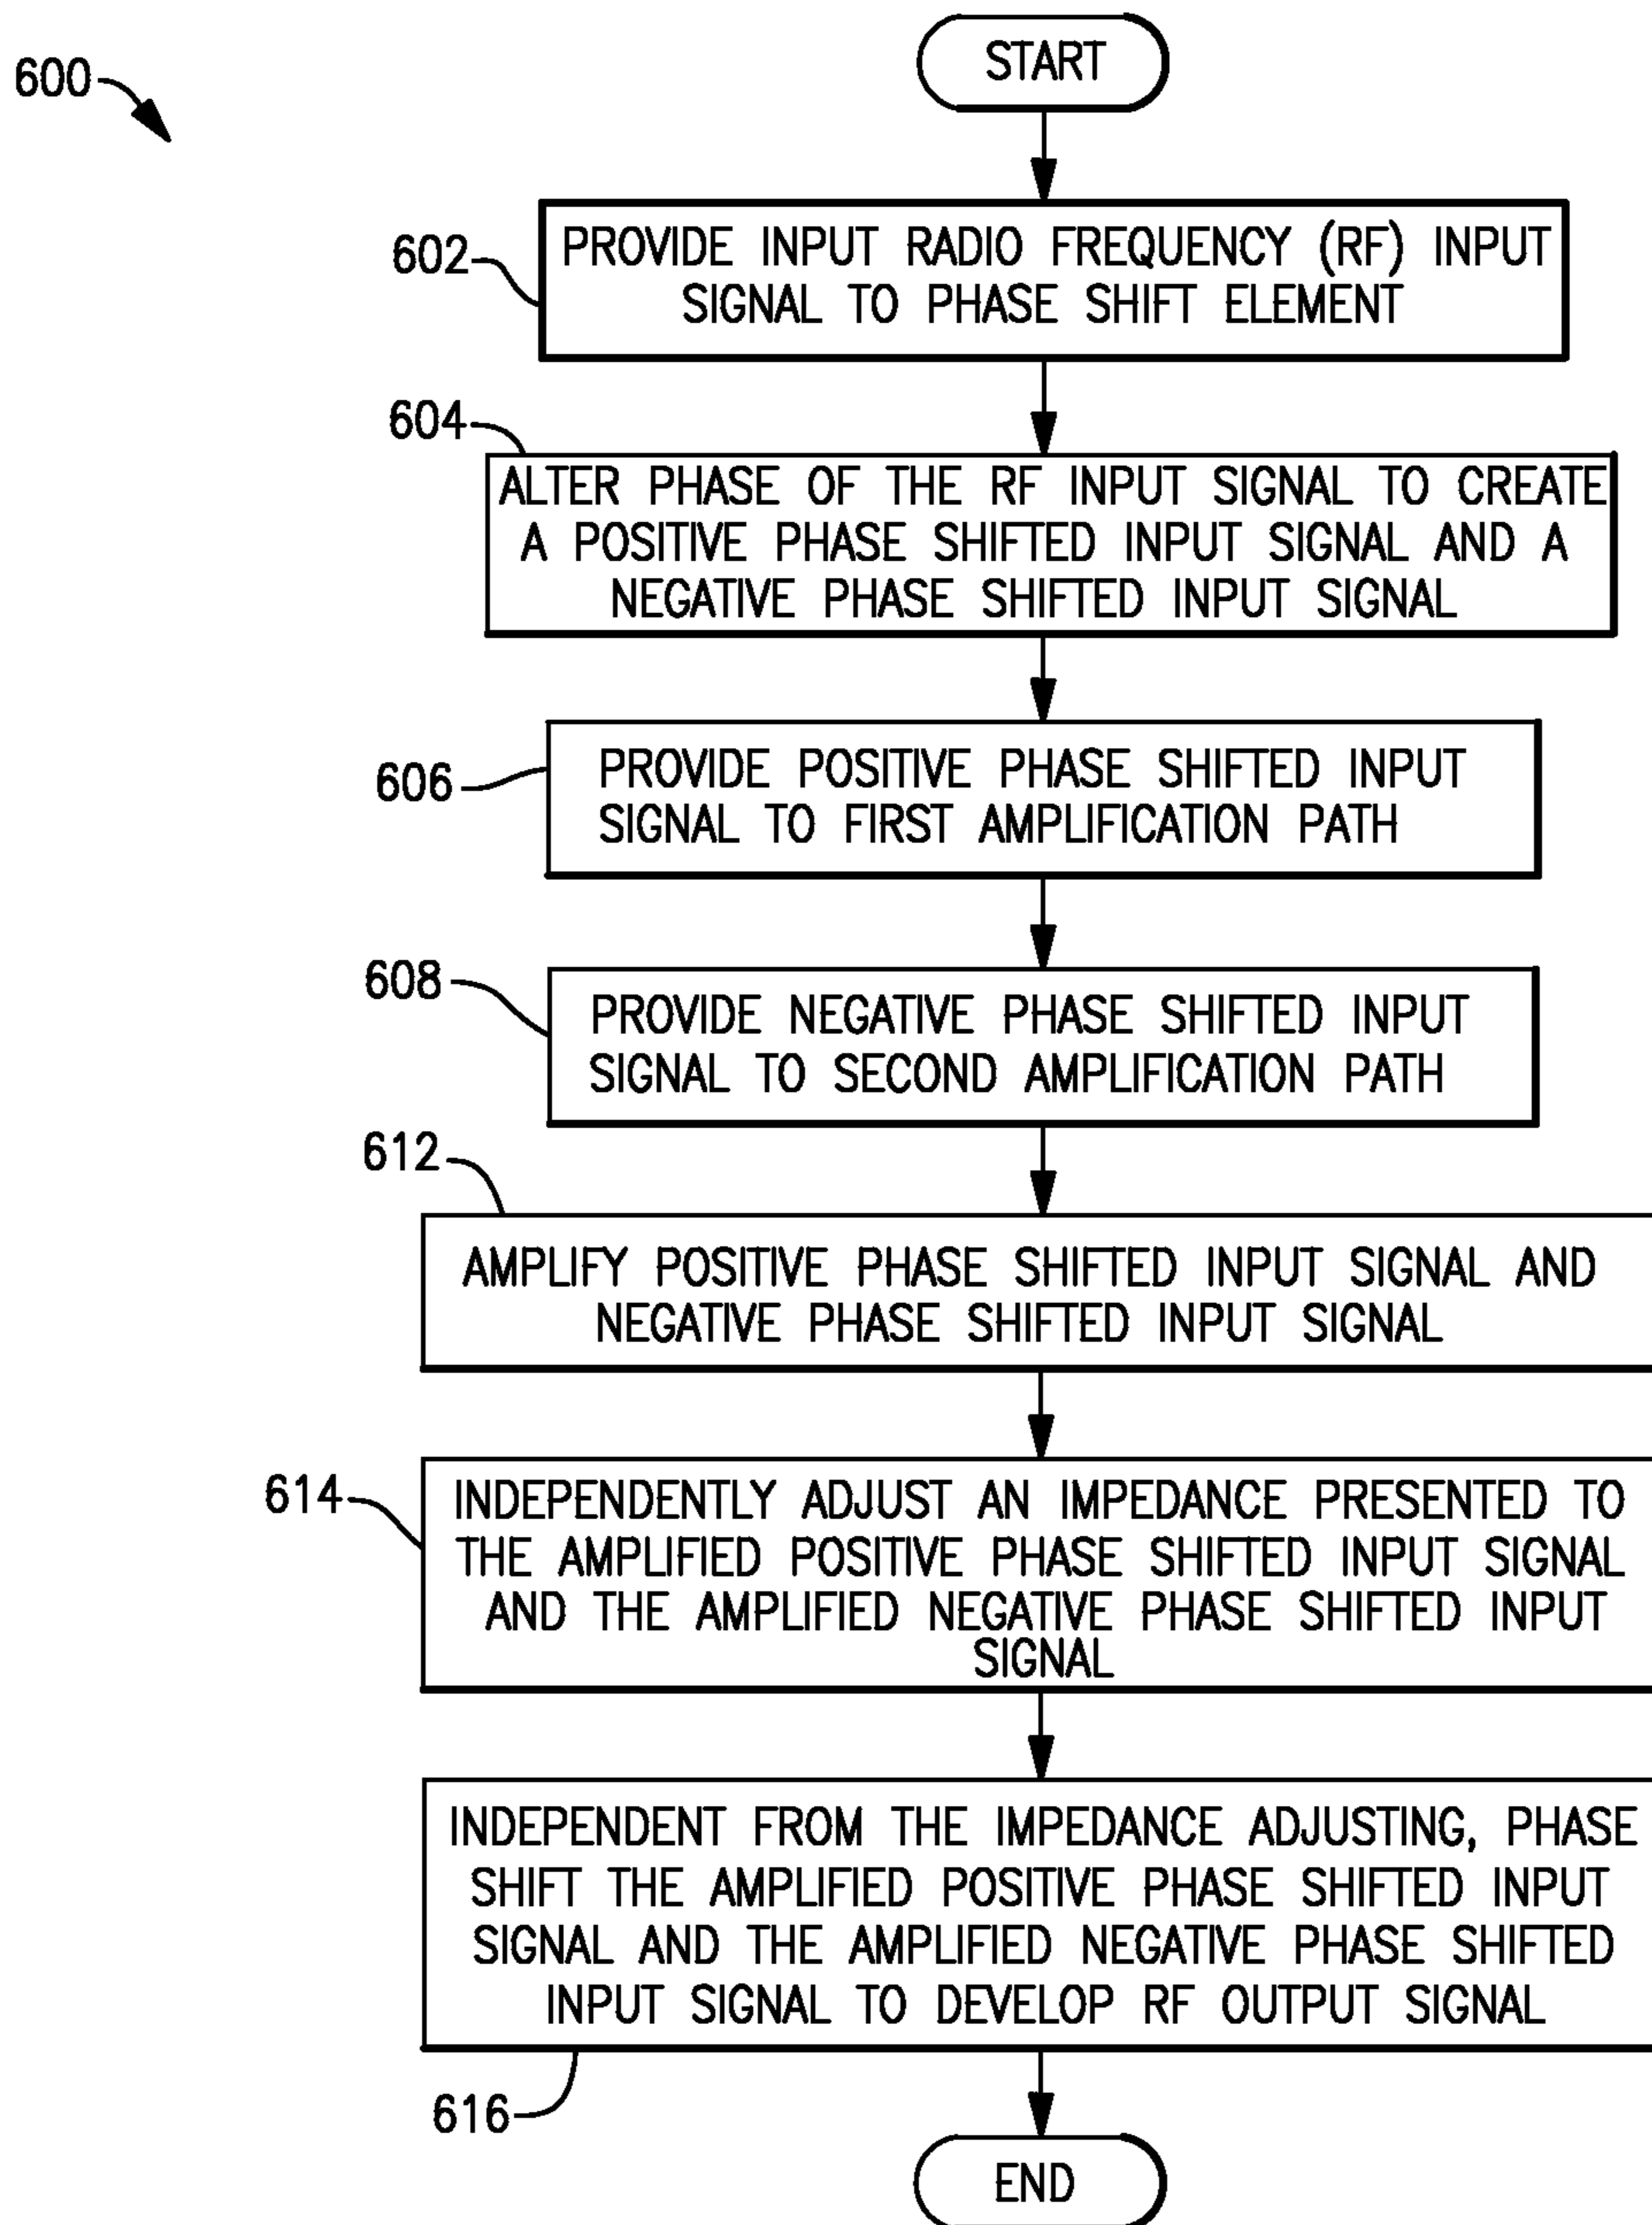 START
600
602
PROVIDE INPUT RADIO FREQUENCY (RF) INPUT
SIGNAL TO PHASE SHIFT ELEMENT
604
ALTER PHASE OF THE RF INPUT SIGNAL TO CREATE
A POSITIVE PHASE SHIFTED INPUT SIGNAL AND A
NEGATIVE PHASE SHIFTED INPUT SIGNAL
606
PROVIDE POSITIVE PHASE SHIFTED INPUT
SIGNAL TO FIRST AMPLIFICATION PATH
608
PROVIDE NEGATIVE PHASE SHIFTED INPUT
SIGNAL TO SECOND AMPLIFICATION PATH
612
AMPLIFY POSITIVE PHASE SHIFTED INPUT SIGNAL AND
NEGATIVE PHASE SHIFTED INPUT SIGNAL
614
INDEPENDENTLY ADJUST AN IMPEDANCE PRESENTED TO
THE AMPLIFIED POSITIVE PHASE SHIFTED INPUT SIGNAL
AND THE AMPLIFIED NEGATIVE PHASE SHIFTED INPUT
SIGNAL
INDEPENDENT FROM THE IMPEDANCE ADJUSTING, PHASE
SHIFT THE AMPLIFIED POSITIVE PHASE SHIFTED INPUT
SIGNAL AND THE AMPLIFIED NEGATIVE PHASE SHIFTED
INPUT SIGNAL TO DEVELOP RF OUTPUT SIGNAL
616
END